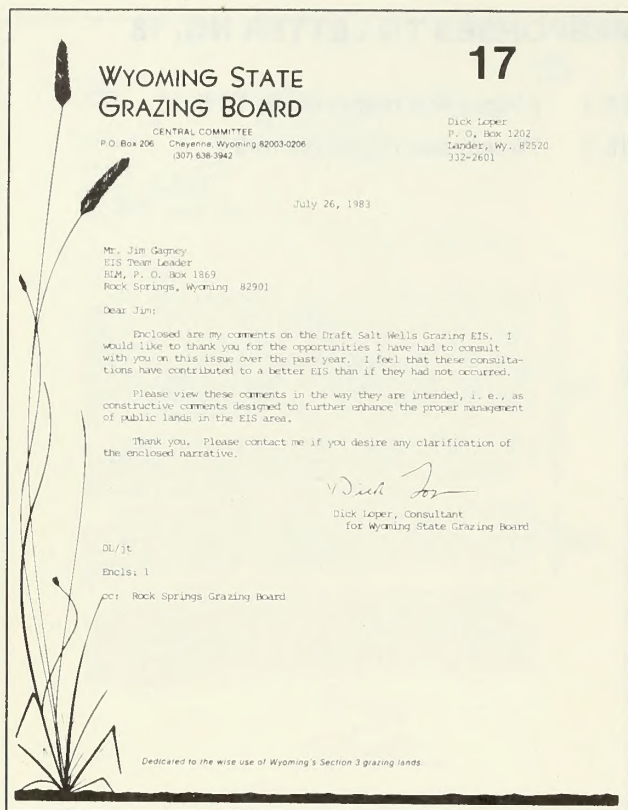 17
WYOMING STATE
GRAZING BOARD
CENTRAL COMMITTEE
P.O. Box 206 Cheyenne, Wyoming 82003-0206
(307) 638-3942
Dick Loper
P. O. Box 1202
Lander, Wy. 82520
332-2601
July 26, 1983
Mr. Jim Gagney
EIS Team Leader
BLM, P. O. Box 1869
Rock Springs, Wyoming 82901
Dear Jim:
Enclosed are my comments on the Draft Salt Wells Grazing EIS. I
would like to thank you for the opportunities I have had to consult
with you on this issue over the past year. I feel that these consulta-
tions have contributed to a better EIS than if they had not occurred.
Please view these comments in the way they are intended, i. e., as
constructive comments designed to further enhance the proper management
of public lands in the EIS area.
Thank you. Please contact me if you desire any clarification of
the enclosed narrative.
Dick Lop
Dick Loper, Consultant
for Wyoming State Grazing Board
DL/jt
Encls: 1
cc: Rock Springs Grazing Board
Dedicated to the wise use of Wyoming's Section 3 grazing lands.